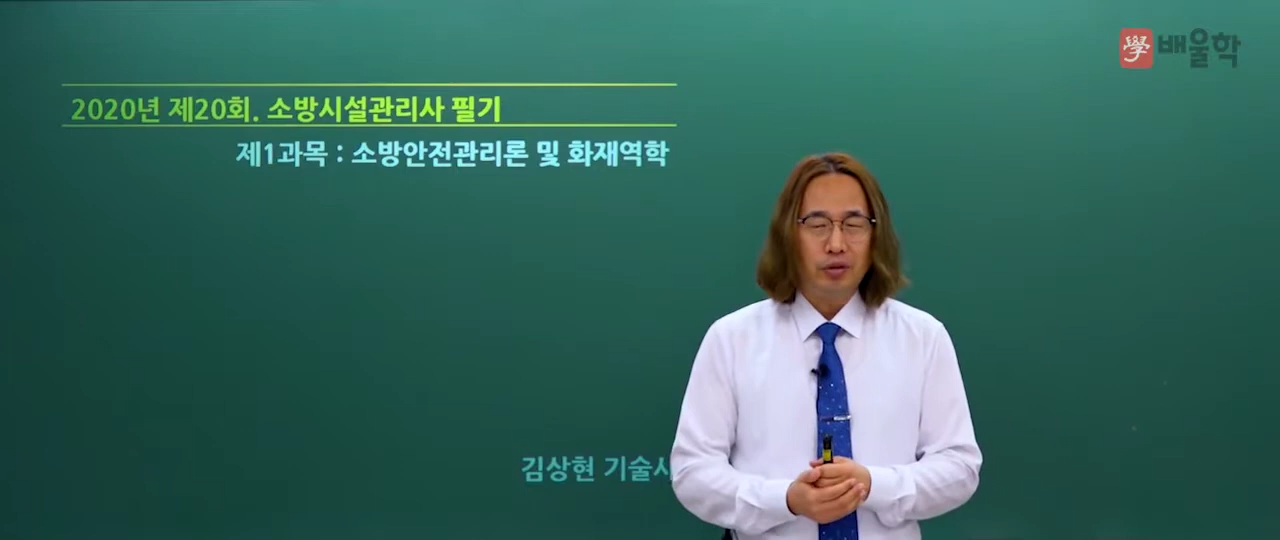 學 배울학
2020년 제20회. 소방시설관리사 필기
제1과목 : 소방안전관리론 및 화재역학
김상현 기술사